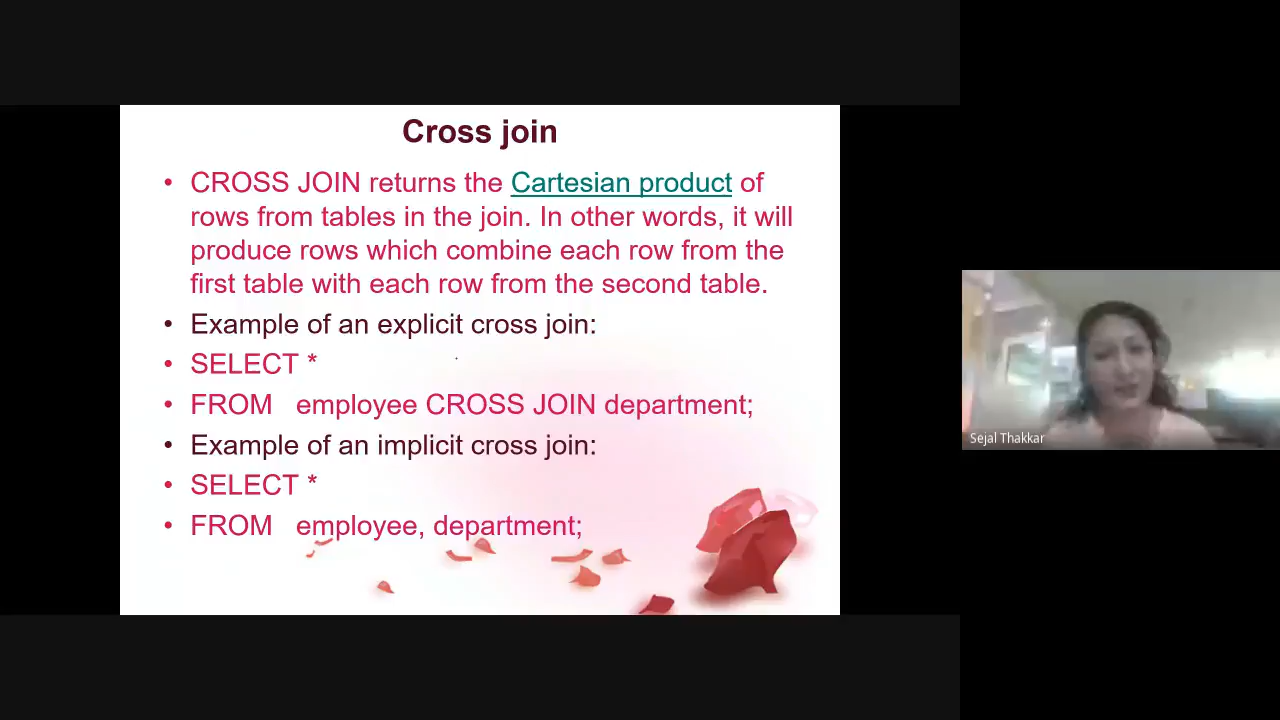 Cross join
• CROSS JOIN returns the Cartesian product of
rows from tables in the join. In other words, it will
produce rows which combine each row from the
first table with each row from the second table.
• Example of an explicit cross join:
• SELECT *
• FROM employee CROSS JOIN department;
• Example of an implicit cross join:
• SELECT *
• FROM employee, department;
Sejal Thakkar